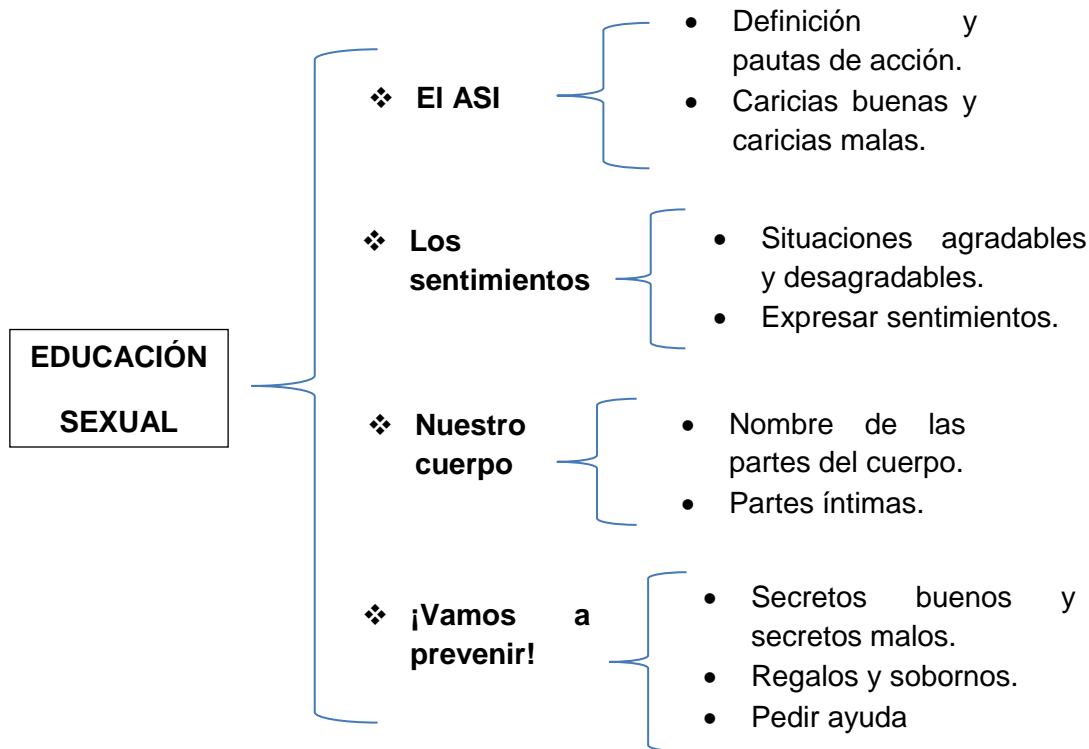 EDUCACIÓN
SEXUAL
❖ El ASI
• Definición y
pautas de acción.
• Caricias buenas y
caricias malas.
❖ Los
sentimientos
• Situaciones agradables
y desagradables.
• Expresar sentimientos.
❖ Nuestro
cuerpo
• Nombre de las
partes del cuerpo.
• Partes íntimas.
❖ ¡Vamos a
prevenir!
• Secretos buenos y
secretos malos.
• Regalos y sobornos.
• Pedir ayuda